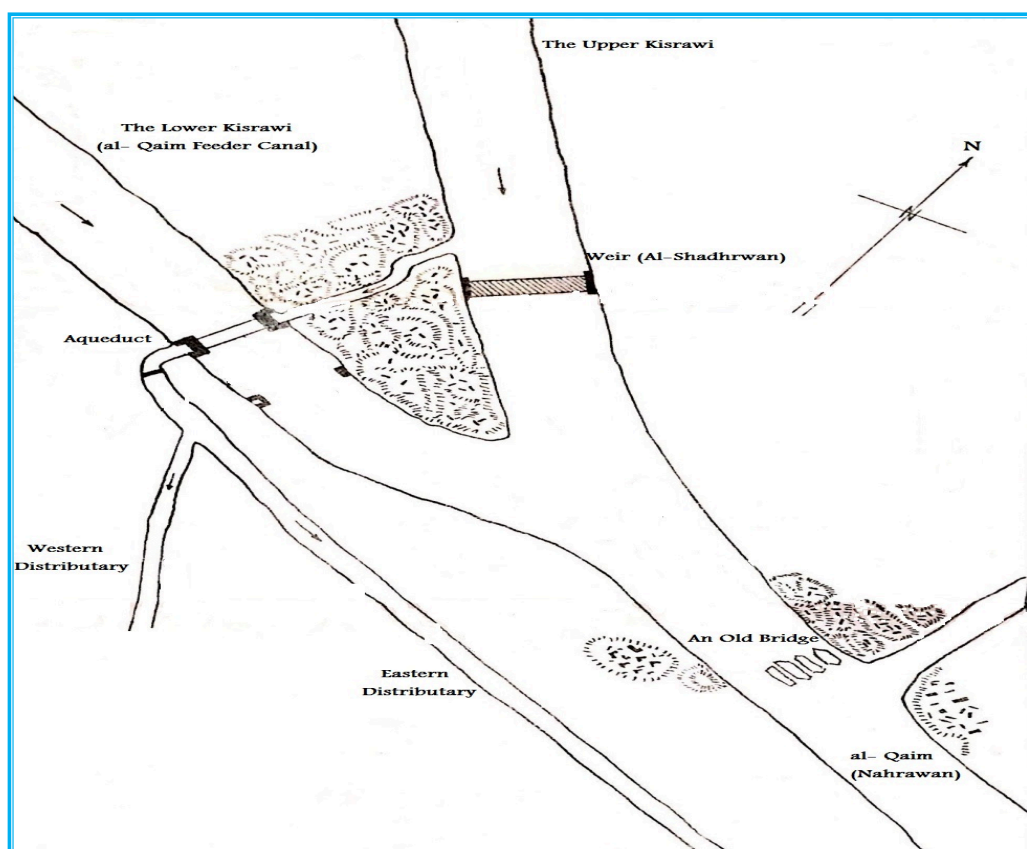 The Upper Kisrawi
The Lower Kisrawi
(al- Qaim Feeder Canal)
N
Weir (Al-Shadhrwan)
Aqueduct
Western
Distributary
An Old Bridge
Eastern
Distributary
al- Qaim
(Nahrawan)